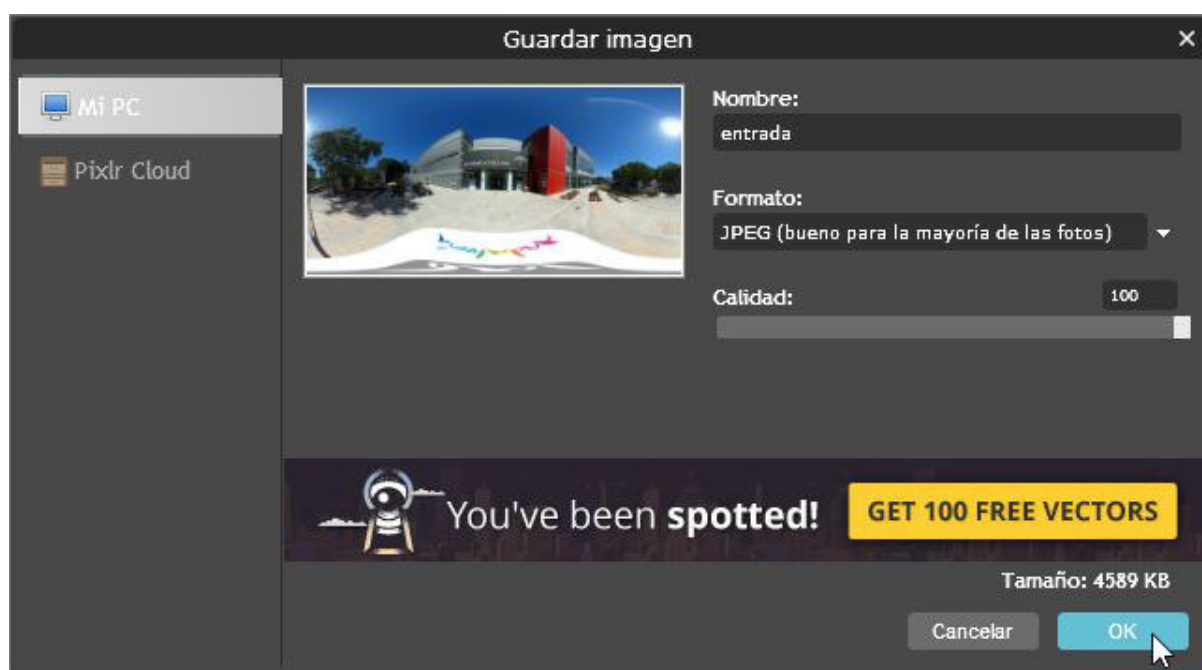 Guardar imagen
Mi PC
Pixlr Cloud
Nombre:
entrada
Formato:
JPEG (bueno para la mayoría de las fotos)
Calidad:
100
You've been spotted!
GET 100 FREE VECTORS
Tamaño: 4589 KB
Cancelar
OK